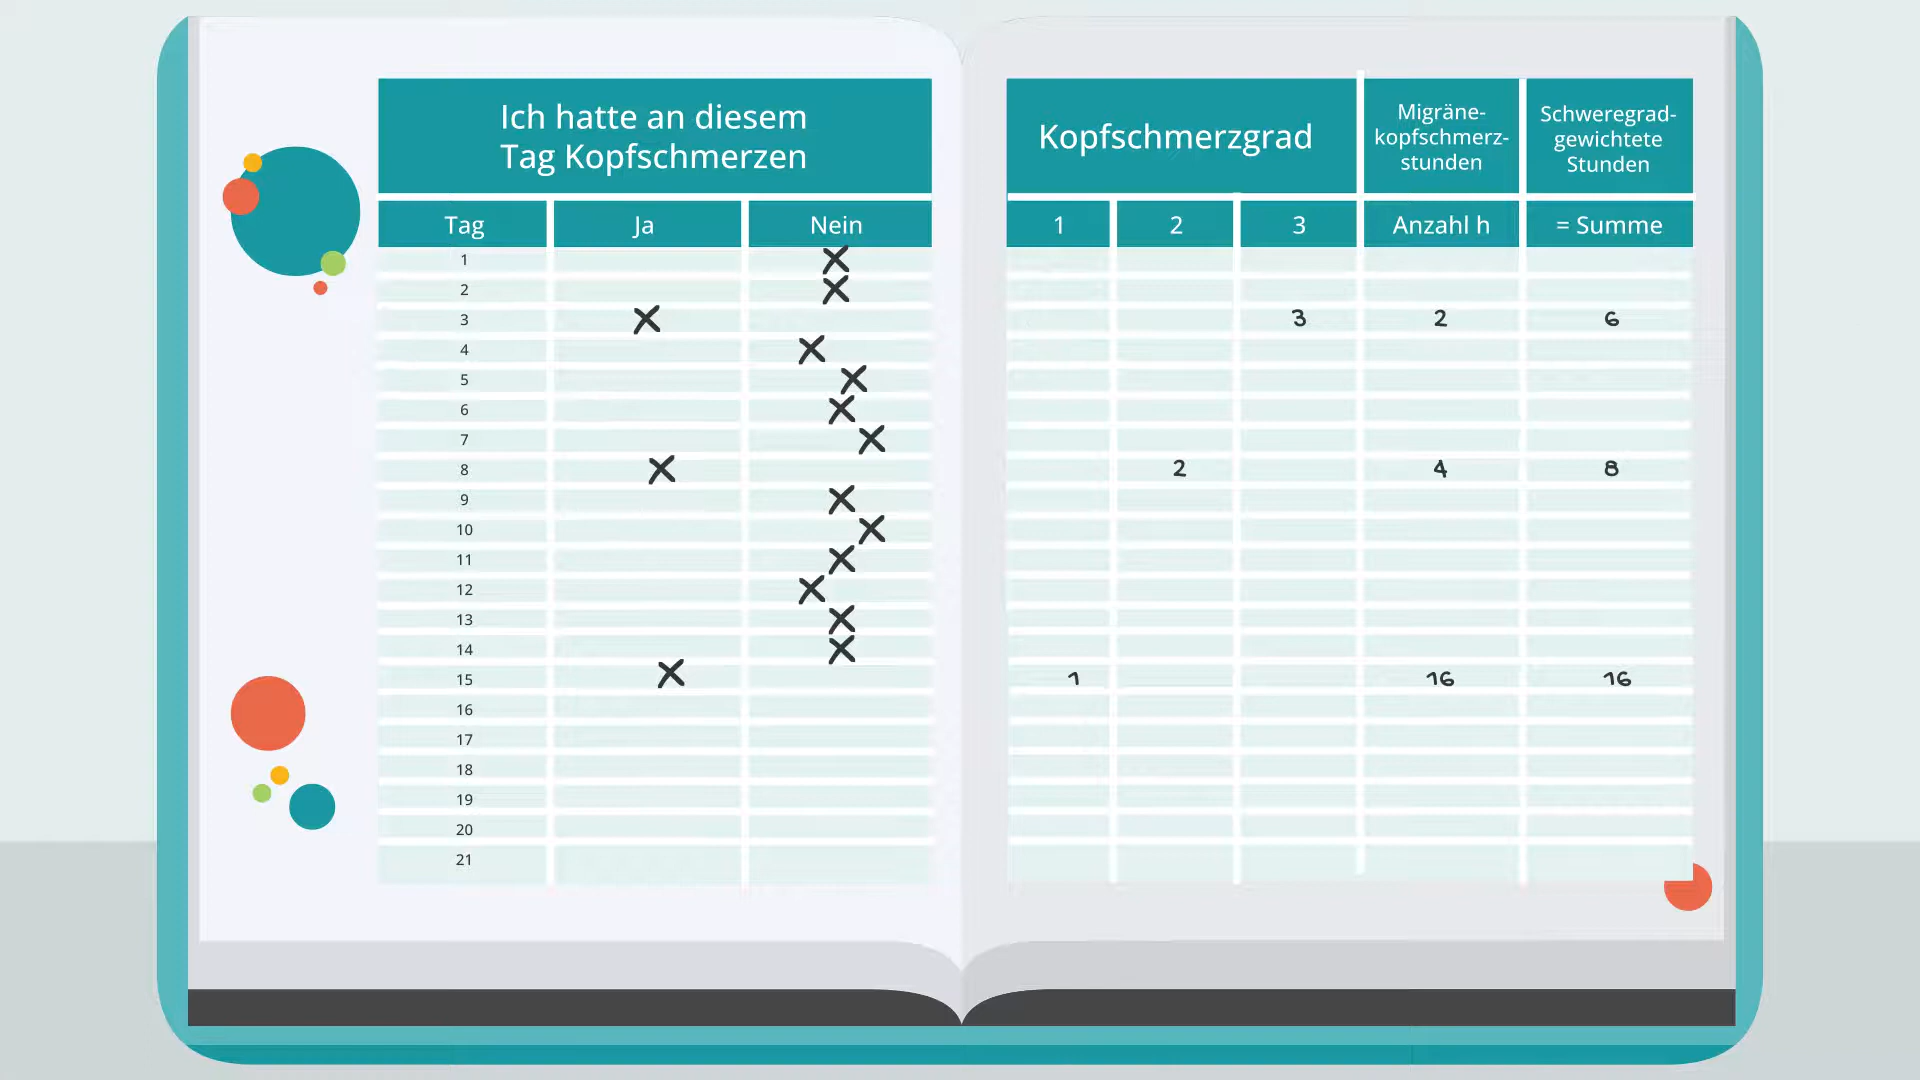 Ich hatte an diesem
Tag Kopfschmerzen
Tag Ja Nein
1 X
2 X
3 X
4 X
5 X
6 X
7 X
8 X
9 X
10 X
11 X
12 X
13 X
14 X
15 X
16
17
18
19
20
21
Kopfschmerzgrad
Migräne-
kopfschmerz-
stunden
Schweregrad-
gewichtete
Stunden
1 2 3 Anzahl h = Summe
3 2 6
2 4 8
1 16 16